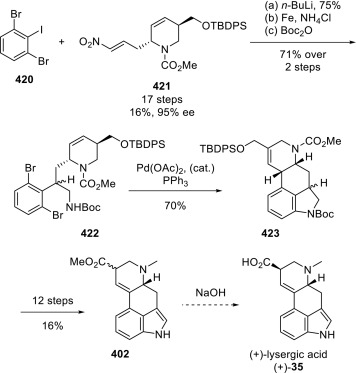 Br
I
Br
420
+
O₂N
N
CO₂Me
OTBDPS
421
17 steps
16%, 95% ee
(a) n-BuLi, 75%
(b) Fe, NH₄Cl
(c) Boc₂O
71% over
2 steps
OTBDPS
Br
H
N
CO₂Me
NHBoc
Br
422
Pd(OAc)₂, (cat.)
PPh₃
70%
TBDPSO
N
CO₂Me
H
H
H
NBoc
423
12 steps
16%
MeO₂C
N
H
NH
402
NaOH
HO₂C
N
H
NH
(+)-lysergic acid
(+)-35